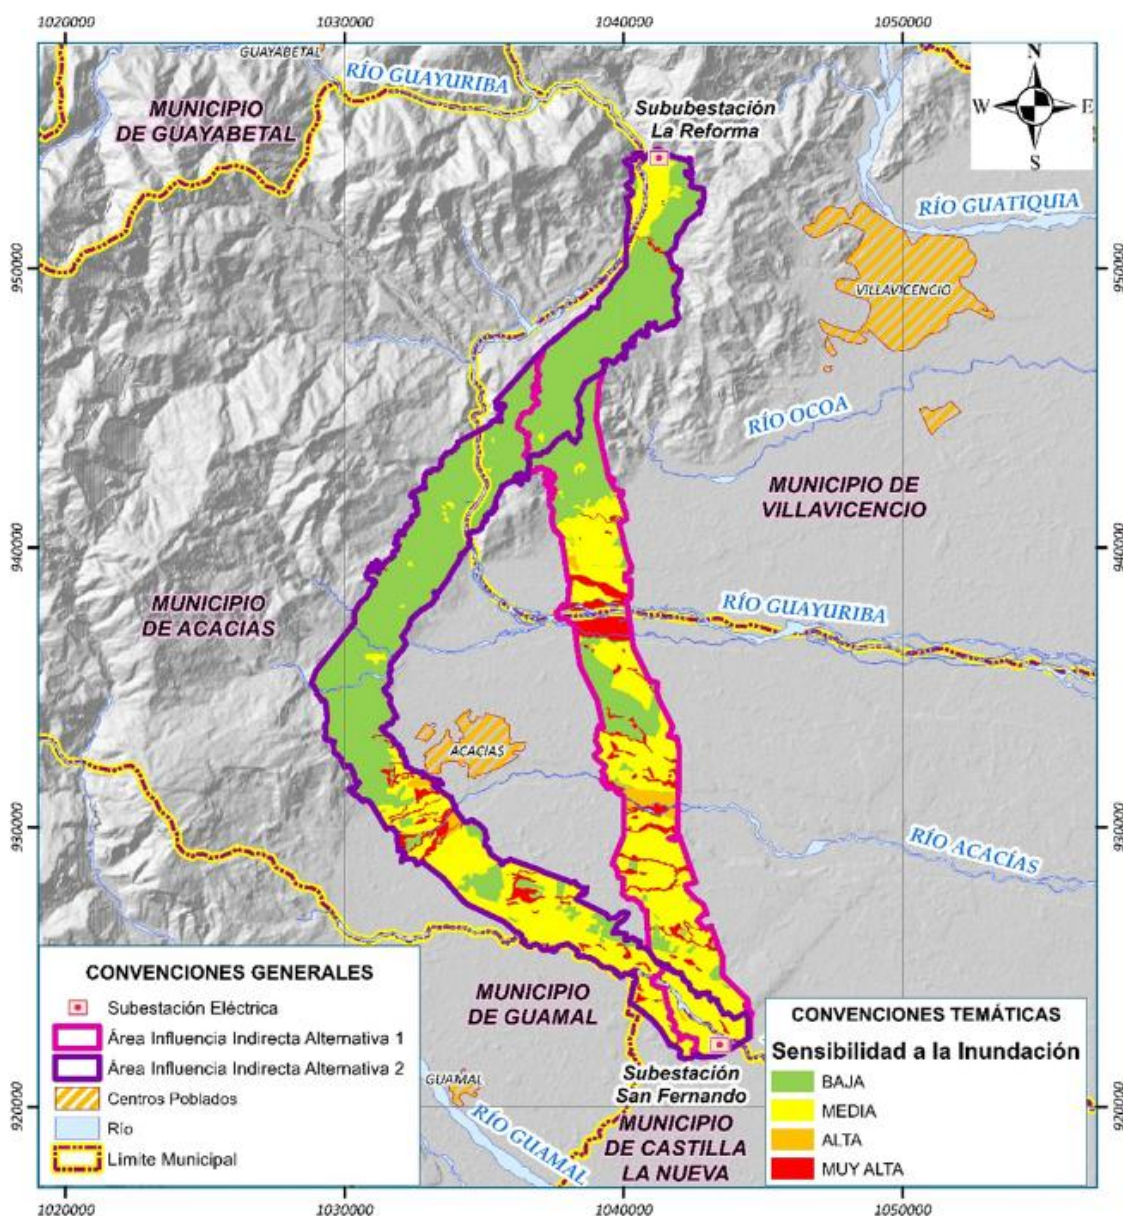 1020000
1030000
1040000
1050000
GUAYABETAL
RÍO GUAYURIBA
MUNICIPIO
DE GUAYABETAL
Sububestación
La Reforma
N
W
E
S
RÍO GUATIQUIA
950000
950000
VILLAVICENCIO
RÍO OCOA
MUNICIPIO DE
VILLAVICENCIO
940000
940000
MUNICIPIO
DE ACACIAS
RÍO GUAYURIBA
ACACIAS
930000
930000
RÍO ACACÍAS
CONVENCIONES GENERALES
Subestación Eléctrica
Área Influencia Indirecta Alternativa 1
Área Influencia Indirecta Alternativa 2
Centros Poblados
Río
Límite Municipal
MUNICIPIO
DE GUAMAL
GUAMAL
RÍO GUAMAL
Subestación
San Fernando
MUNICIPIO
DE CASTILLA
LA NUEVA
CONVENCIONES TEMÁTICAS
Sensibilidad a la Inundación
BAJA
MEDIA
ALTA
MUY ALTA
920000
920000
1020000
1030000
1040000
1050000